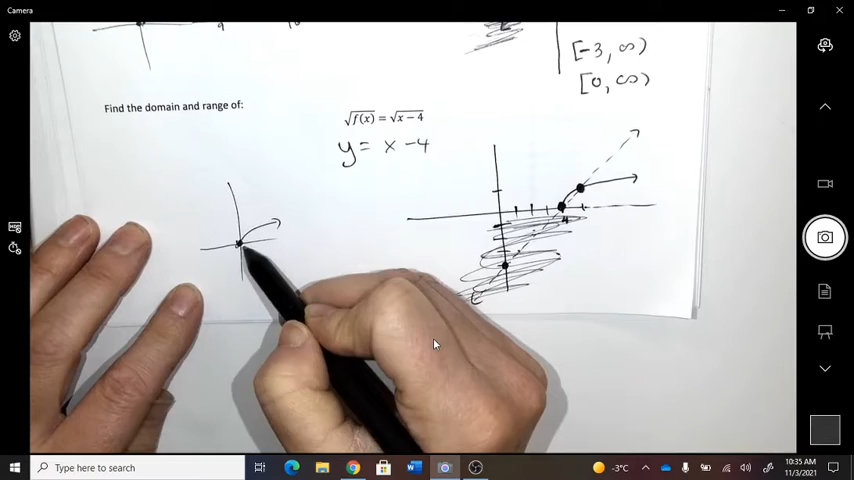 Camera
[-3, ∞)
[0, ∞)
Find the domain and range of:
√f(x) = √x − 4
y = x - 4
4
Type here to search
-3°C
10:35 AM
11/3/2021